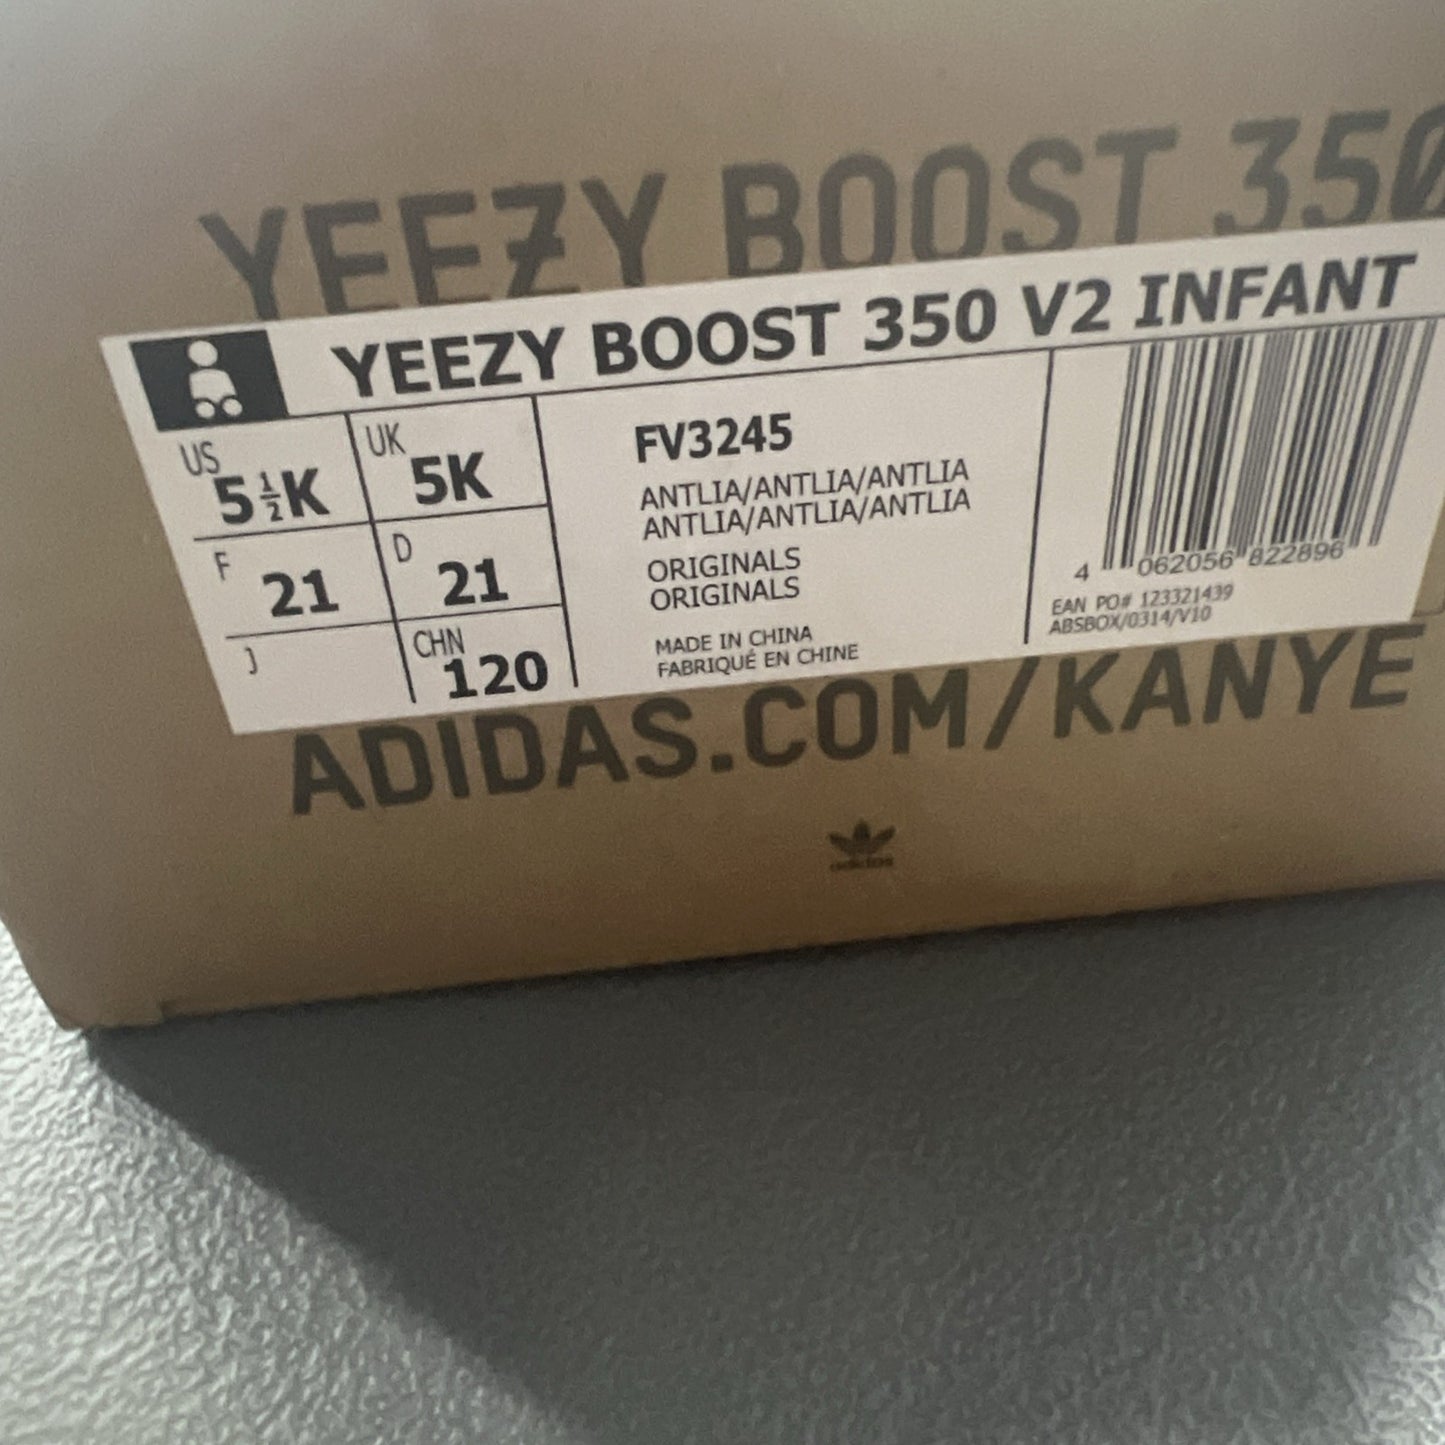 YEEZY BOOST 350
YEEZY BOOST 350 V2 INFANT
US
5½K
UK
5K
F
21
D
21
J
CHN
120
FV3245
ANTLIA/ANTLIA/ANTLIA
ANTLIA/ANTLIA/ANTLIA
ORIGINALS
ORIGINALS
MADE IN CHINA
FABRIQUÉ EN CHINE
4 062056 822896
EAN PO# 123321439
ABSBOX/0314/V10
ADIDAS.COM/KANYE
adidas